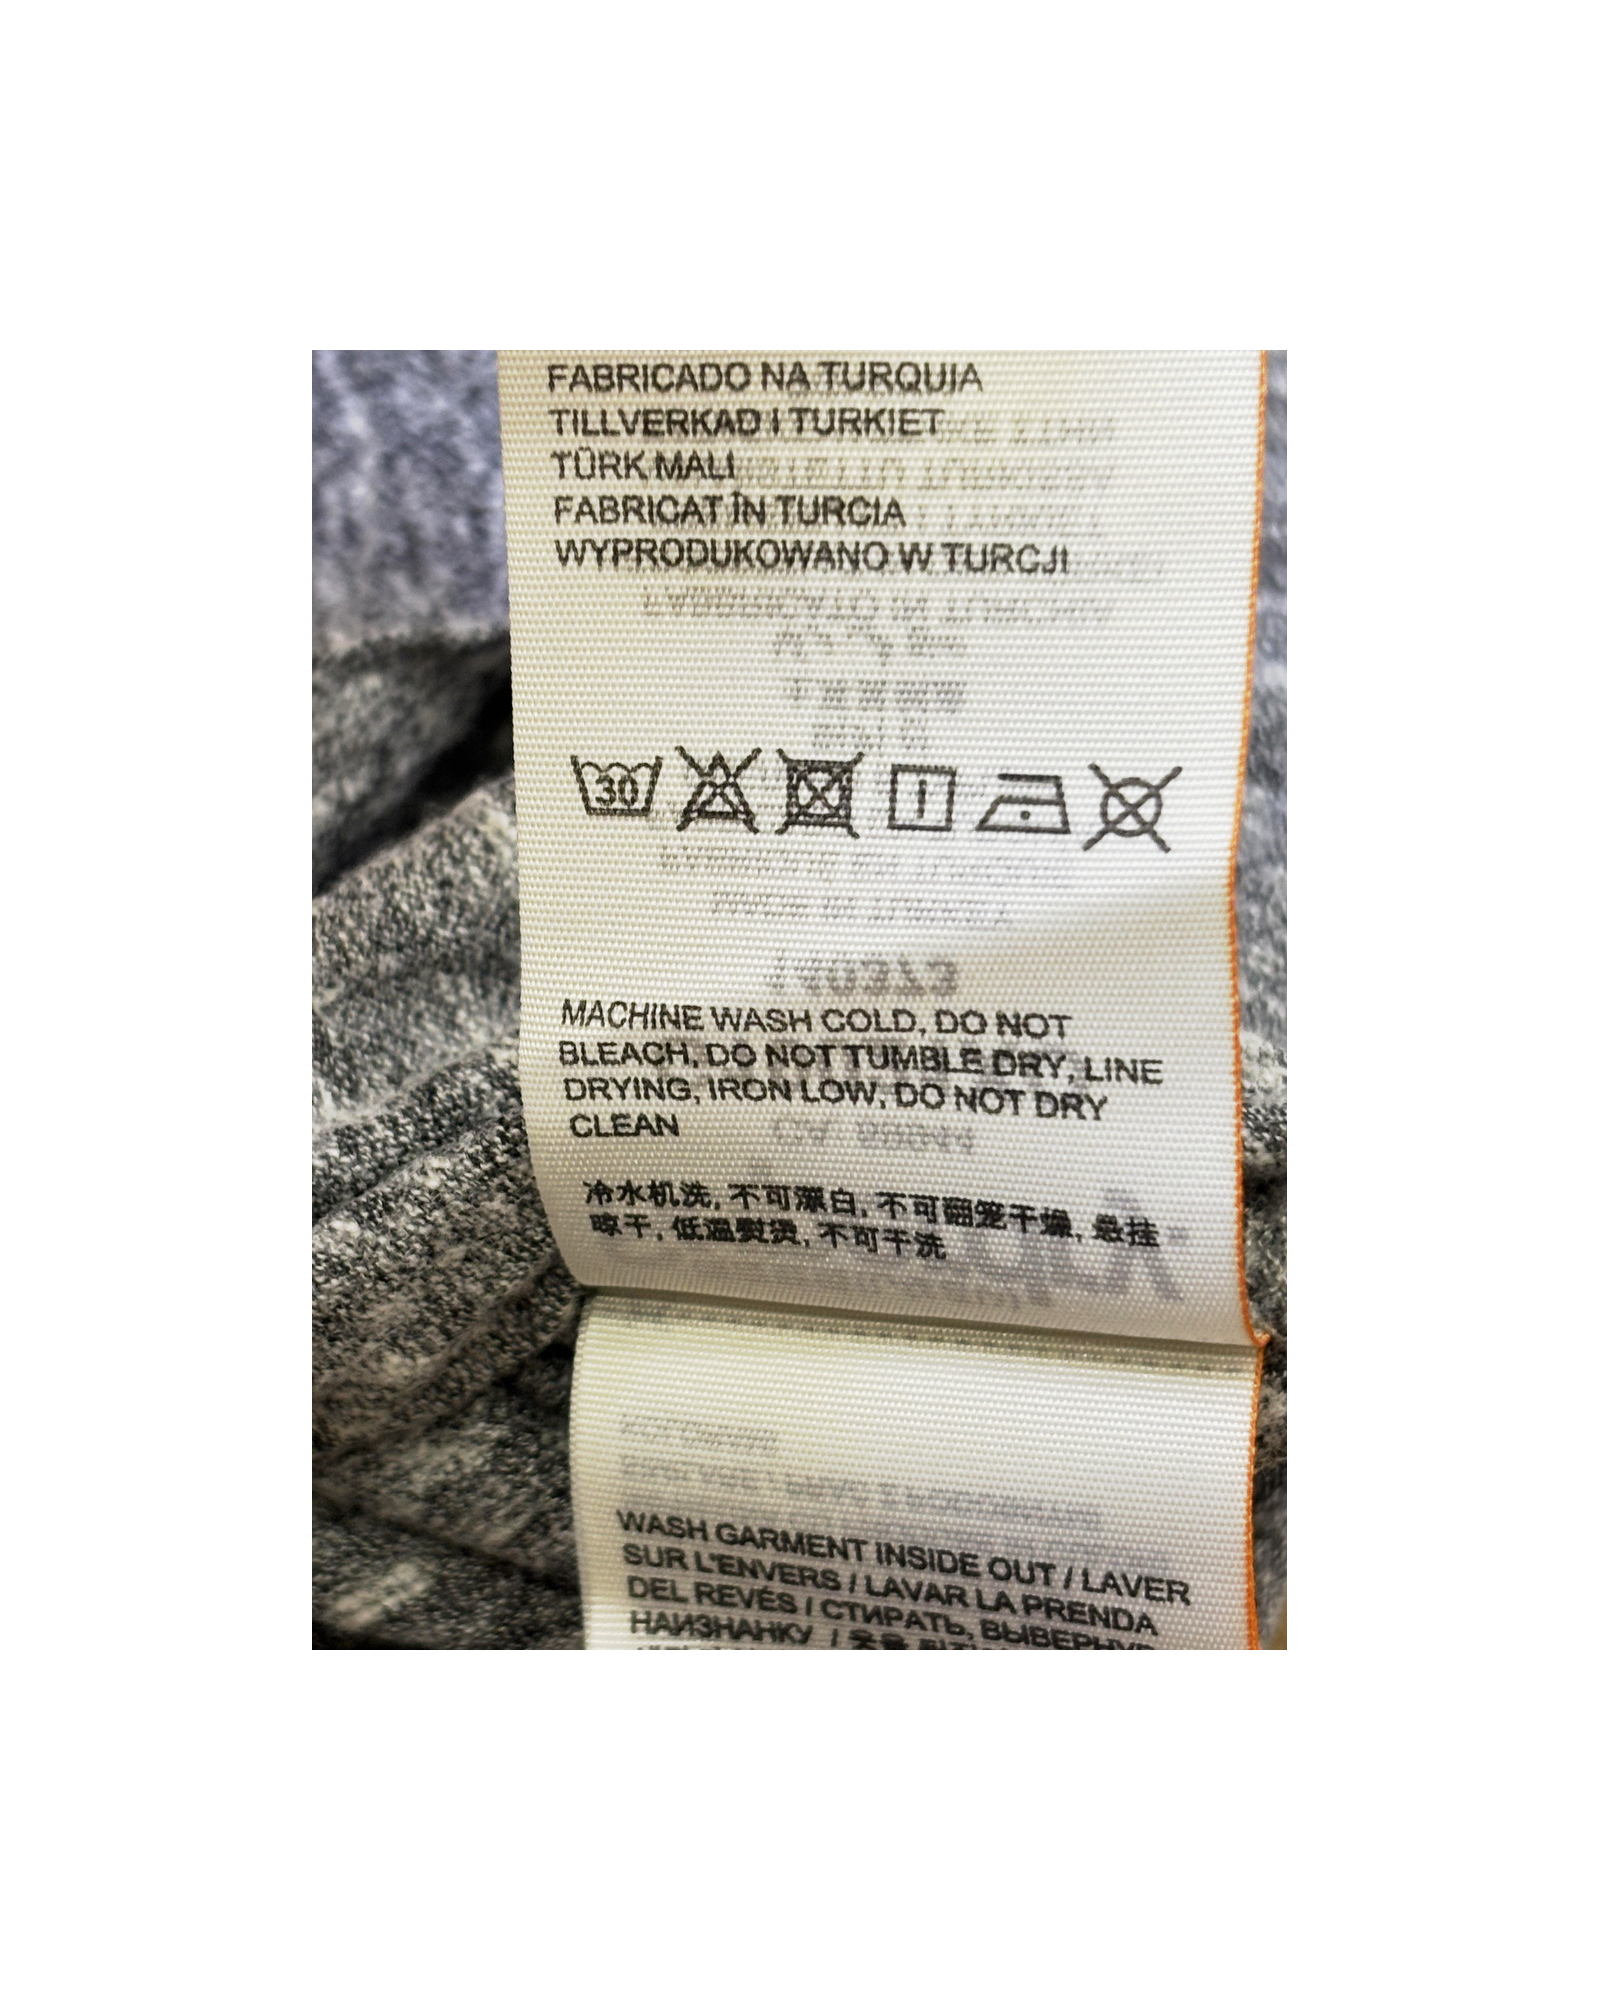 FABRICADO NA TURQUIA
TILLVERKAD I TURKIET
TÜRK MALI
FABRICAT ÎN TURCIA
WYPRODUKOWANO W TURCJI
30
MACHINE WASH COLD, DO NOT
BLEACH, DO NOT TUMBLE DRY, LINE
DRYING, IRON LOW, DO NOT DRY
CLEAN
冷水机洗, 不可漂白, 不可翻笼干燥, 悬挂
晾干, 低温熨烫, 不可干洗
WASH GARMENT INSIDE OUT / LAVER
SUR L'ENVERS / LAVAR LA PRENDA
DEL REVÉS / СТИРАТЬ, ВЫВЕРНУВ
НАИЗНАНКУ /